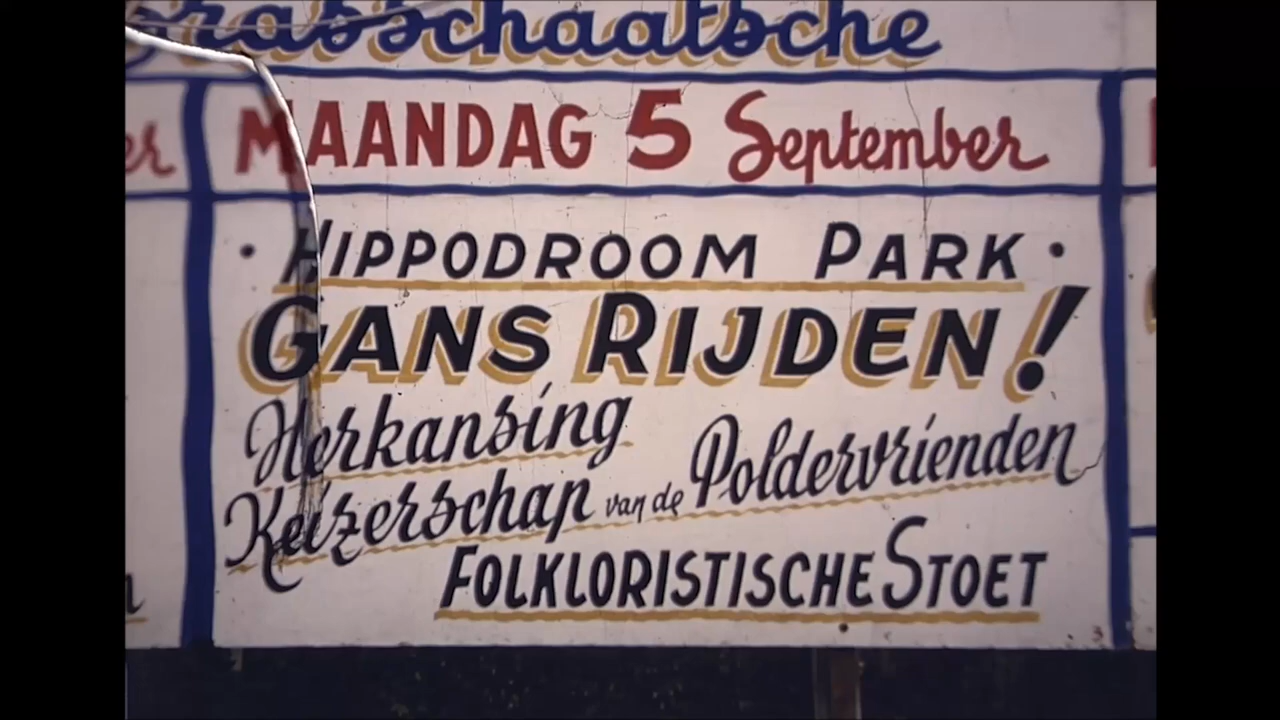 Brasschaatsche
MAANDAG 5 September
• HIPPODROOM PARK •
GANS RIJDEN!
Herkansing
Keizerschap van de Poldervrienden
FOLKLORISTISCHE STOET